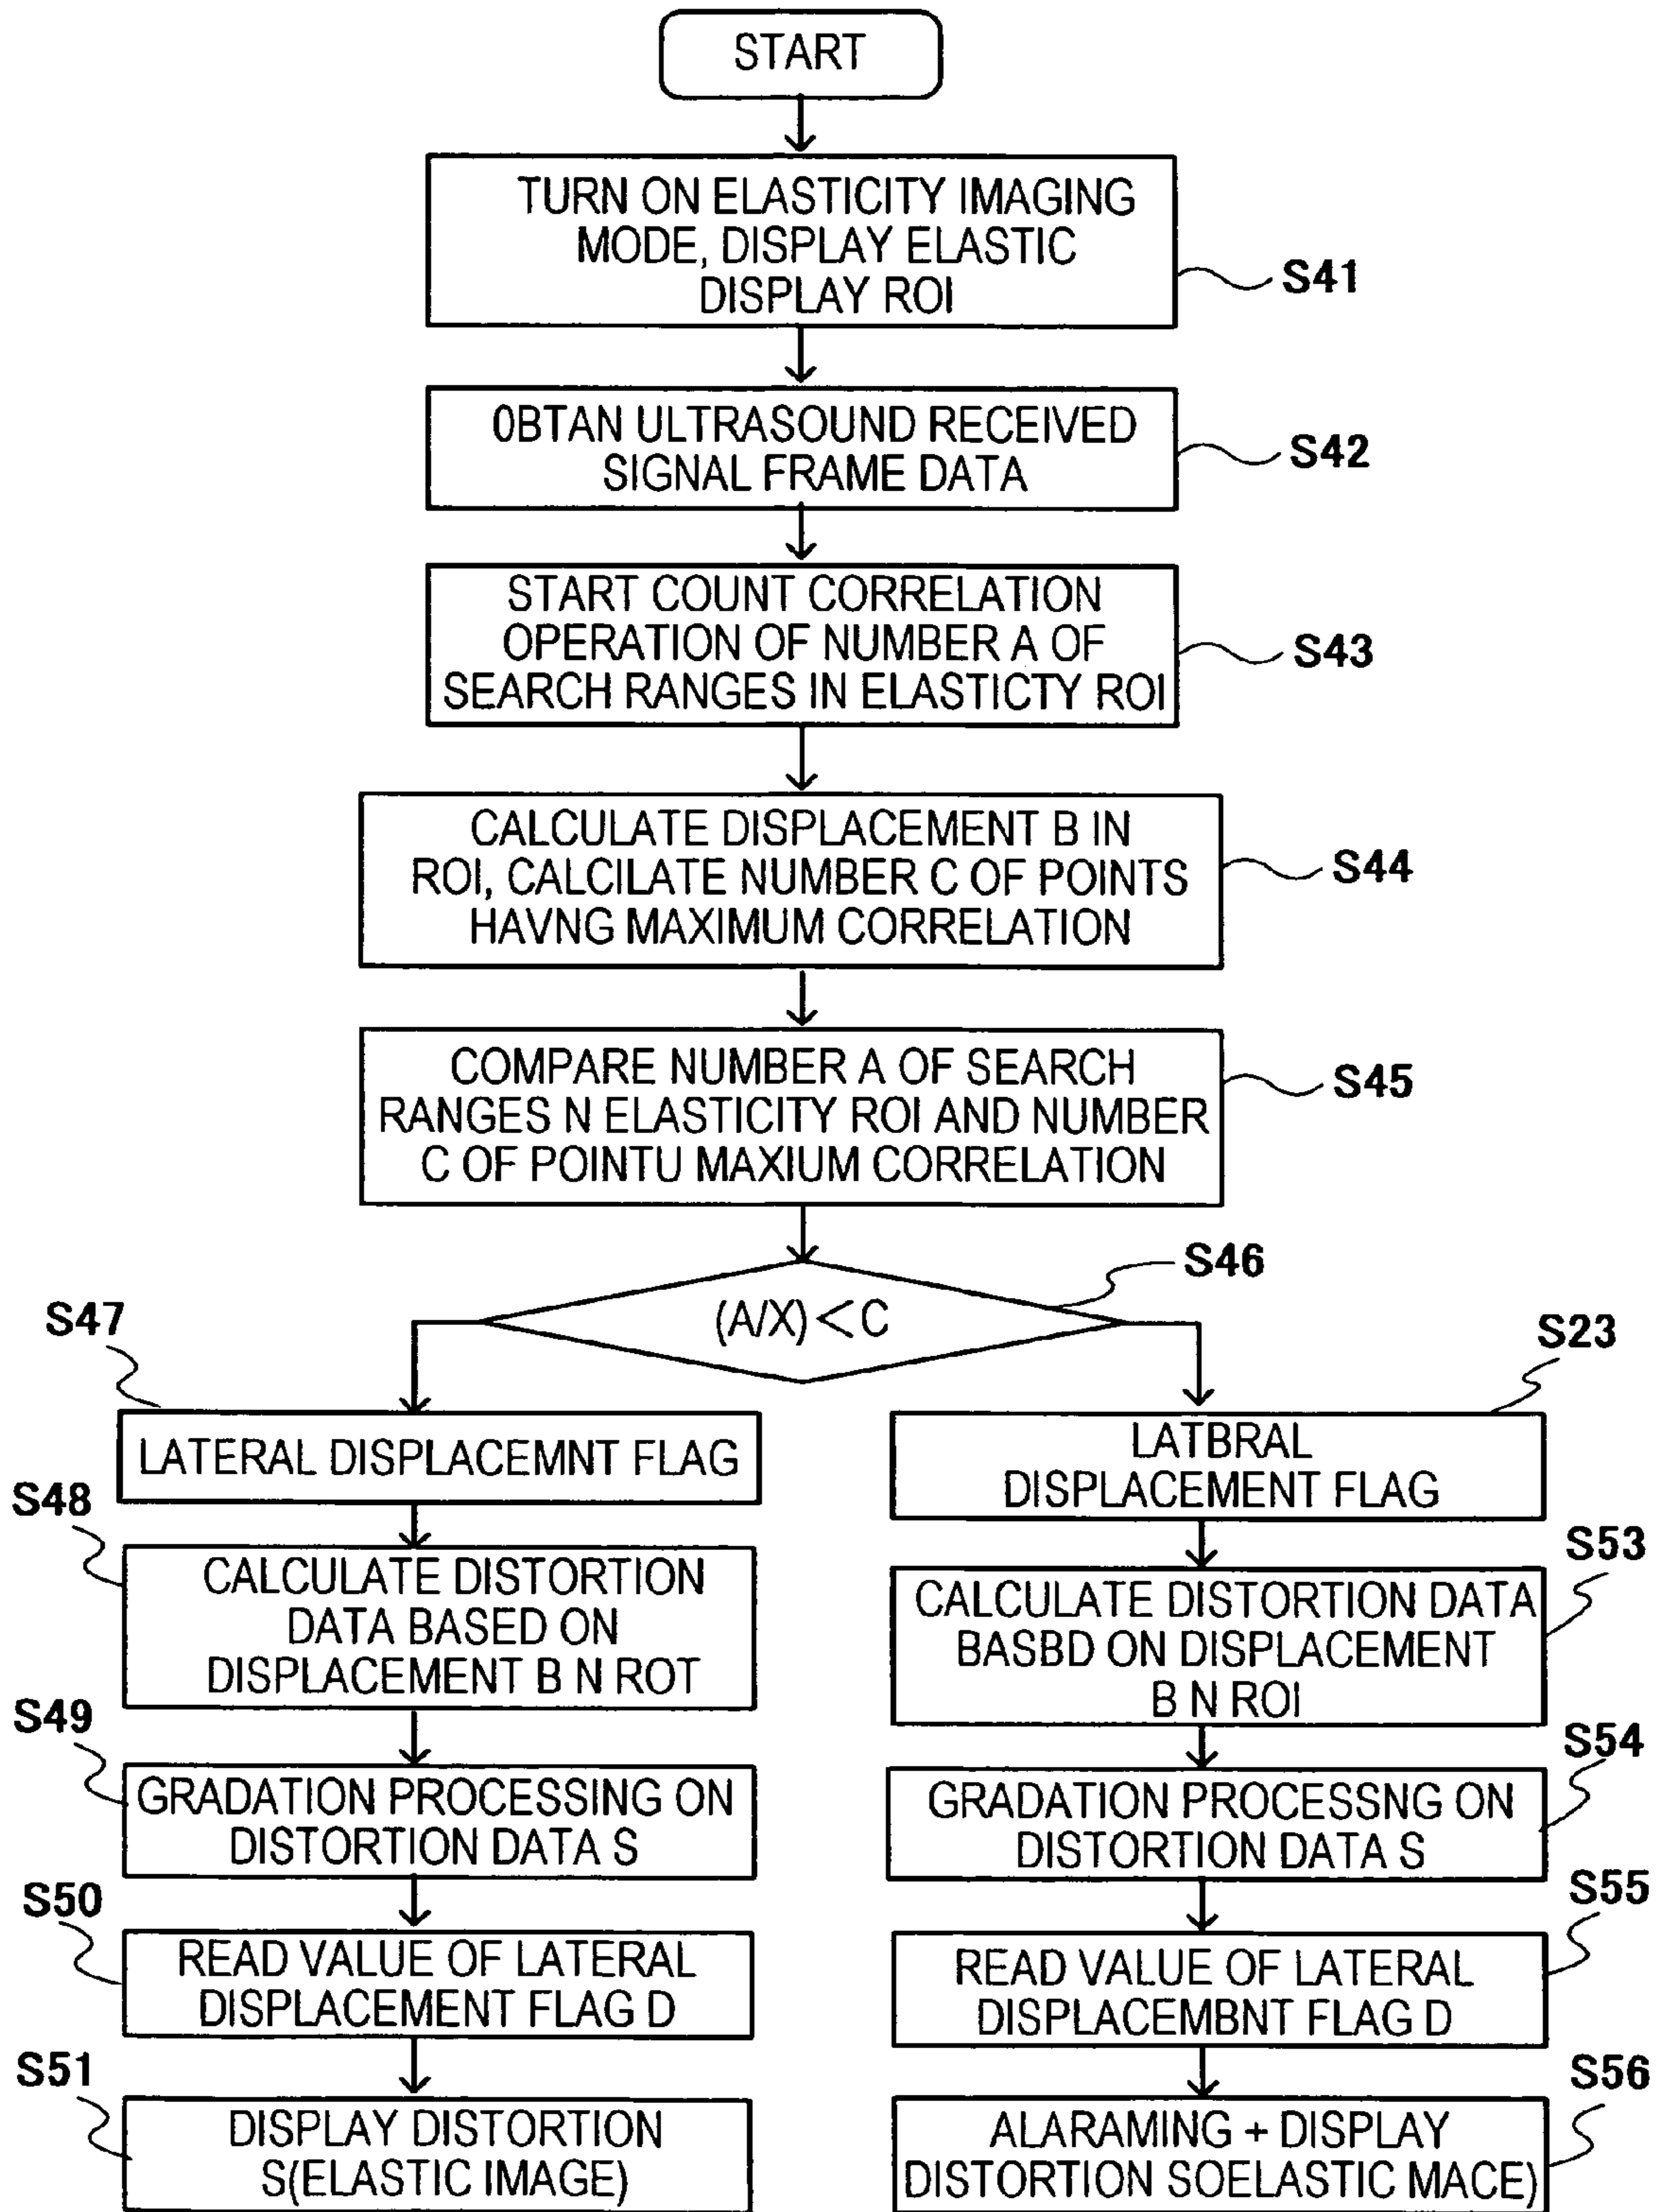 START
TURN ON ELASTICITY IMAGING
MODE, DISPLAY ELASTIC
DISPLAY ROI
S41
0BTAN ULTRASOUND RECEIVED
SIGNAL FRAME DATA
S42
START COUNT CORRELATION
OPERATION OF NUMBER A OF
SEARCH RANGES IN ELASTICTY ROI
S43
CALCULATE DISPLACEMENT B IN
ROI, CALCILATE NUMBER C OF POINTS
HAVNG MAXIMUM CORRELATION
S44
COMPARE NUMBER A OF SEARCH
RANGES N ELASTICITY ROI AND NUMBER
C OF POINTU MAXIUM CORRELATION
S45
(A/X)<C
S46
S47
LATERAL DISPLACEMNT FLAG
S48
CALCULATE DISTORTION
DATA BASED ON
DISPLACEMENT B N ROT
S49
GRADATION PROCESSING ON
DISTORTION DATA S
S50
READ VALUE OF LATERAL
DISPLACEMENT FLAG D
S51
DISPLAY DISTORTION
S(ELASTIC IMAGE)
S23
LATBRAL
DISPLACEMENT FLAG
S53
CALCULATE DISTORTION DATA
BASBD ON DISPLACEMENT
B N ROI
S54
GRADATION PROCESSNG ON
DISTORTION DATA S
S55
READ VALUE OF LATERAL
DISPLACEMBNT FLAG D
S56
ALARAMING + DISPLAY
DISTORTION SOELASTIC MACE)